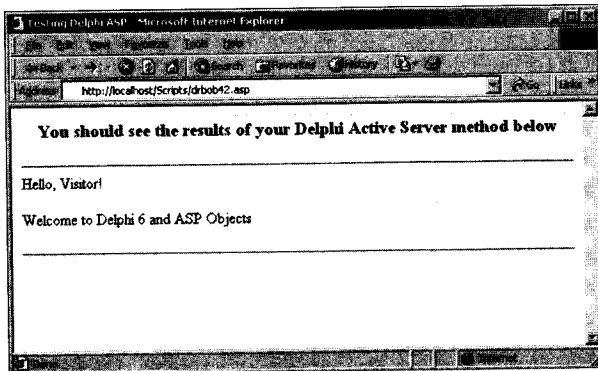 Testing Delphi ASP - Microsoft Internet Explorer
File Edit View Favorites Tools Help
Back Search Favorites History
Address http://localhost/Scripts/drbob42.asp Go Links
You should see the results of your Delphi Active Server method below
Hello, Visitor!
Welcome to Delphi 6 and ASP Objects
Done